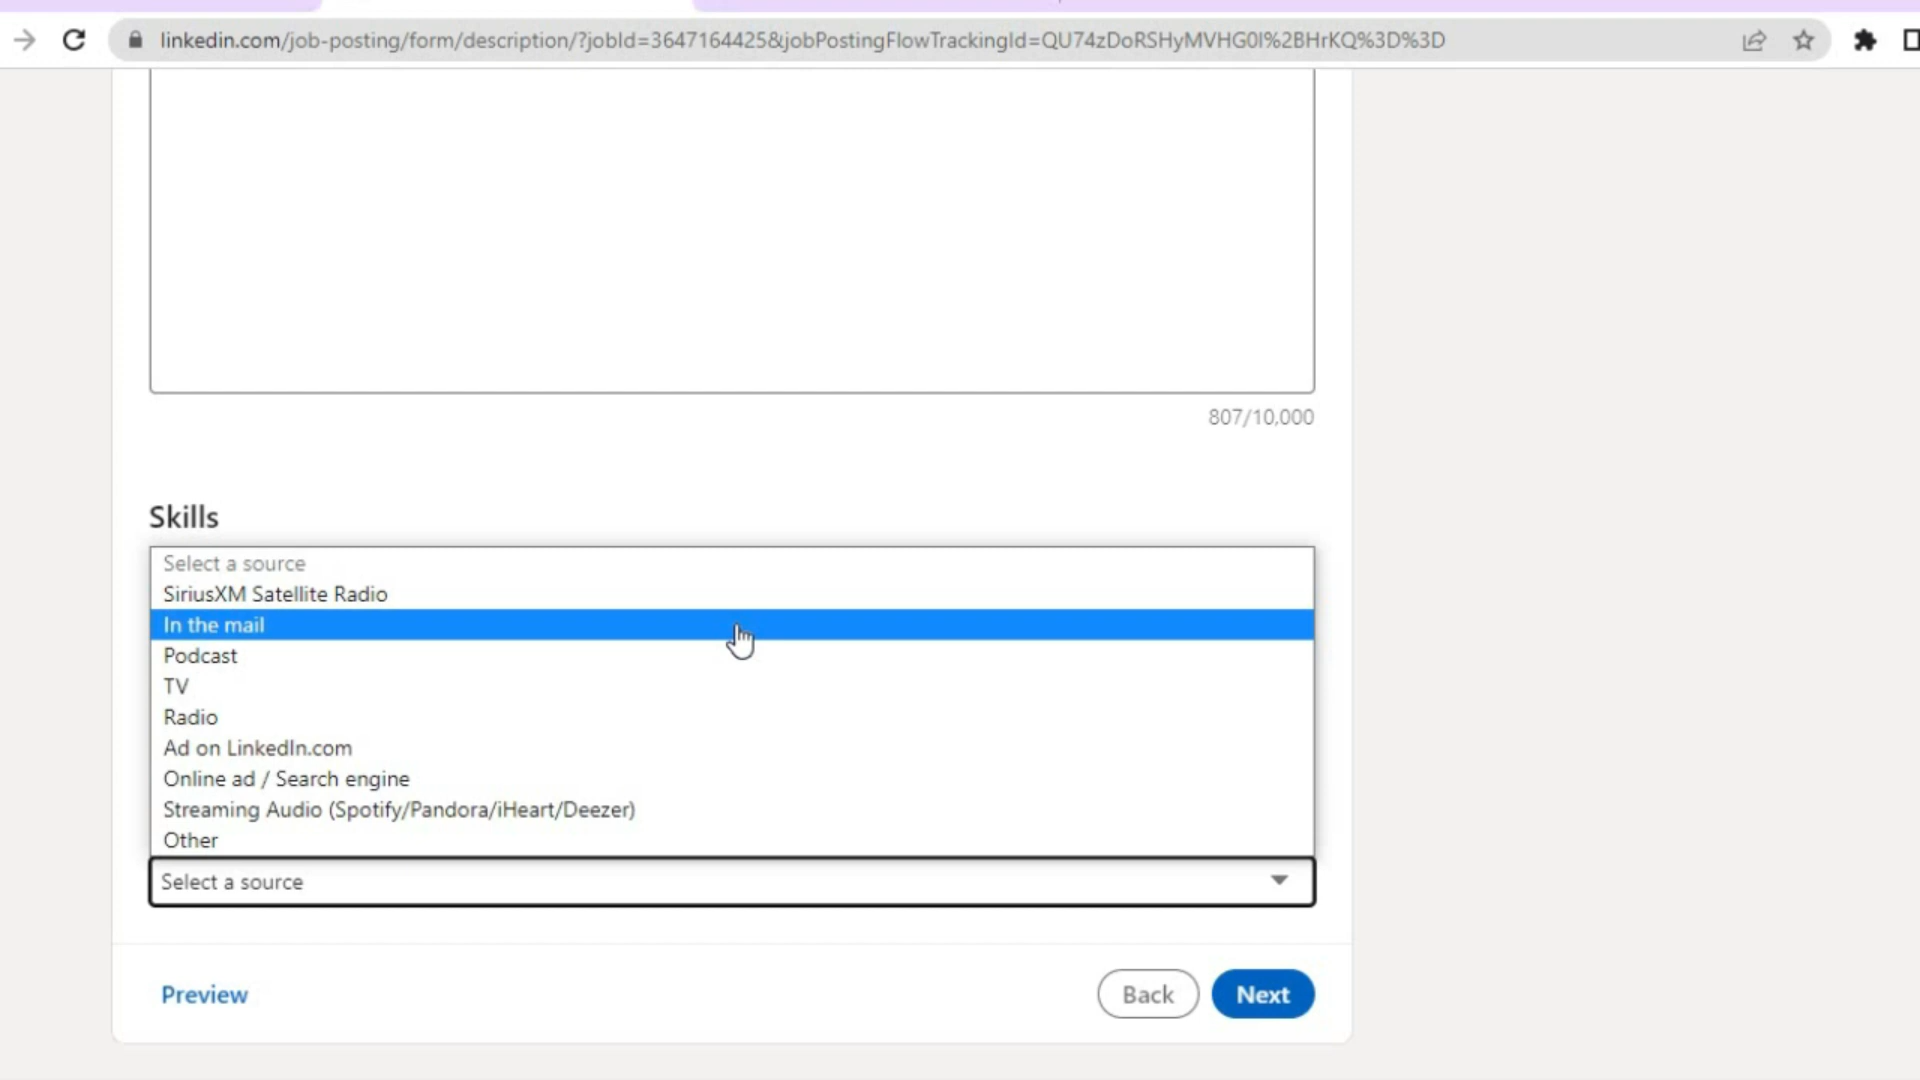 linkedin.com/job-posting/form/description/?jobId=3647164425&jobPostingFlowTrackingId=QU74zDoRSHyMVHG0l%2BHrKQ%3D%3D
807/10,000
Skills
Select a source
SiriusXM Satellite Radio
In the mail
Podcast
TV
Radio
Ad on LinkedIn.com
Online ad / Search engine
Streaming Audio (Spotify/Pandora/iHeart/Deezer)
Other
Select a source
Preview
Back
Next